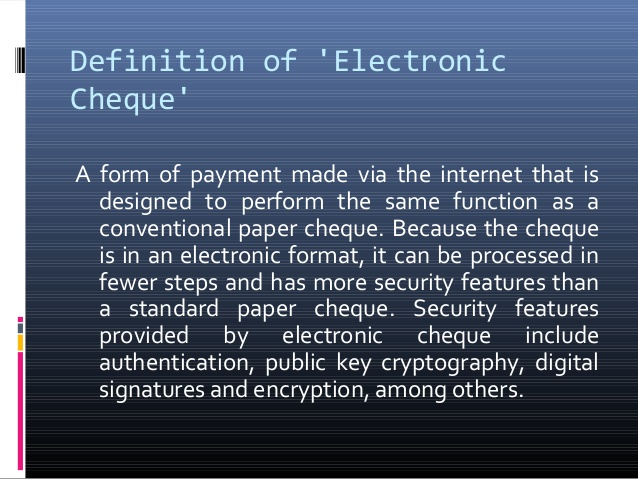 Definition of 'Electronic
Cheque'
A form of payment made via the internet that is
designed to perform the same function as a
conventional paper cheque. Because the cheque
is in an electronic format, it can be processed in
fewer steps and has more security features than
a standard paper cheque. Security features
provided by electronic cheque include
authentication, public key cryptography, digital
signatures and encryption, among others.